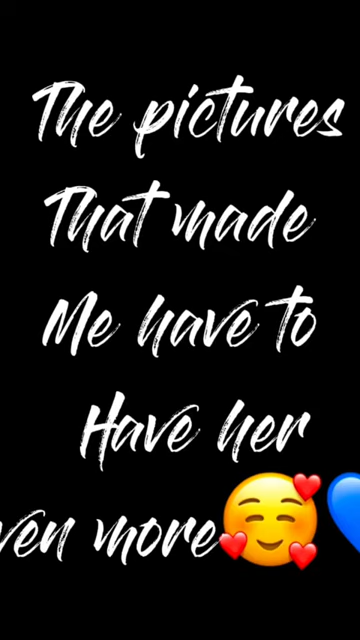 The pictures
That made
Me have to
Have her
ven more🥰💙